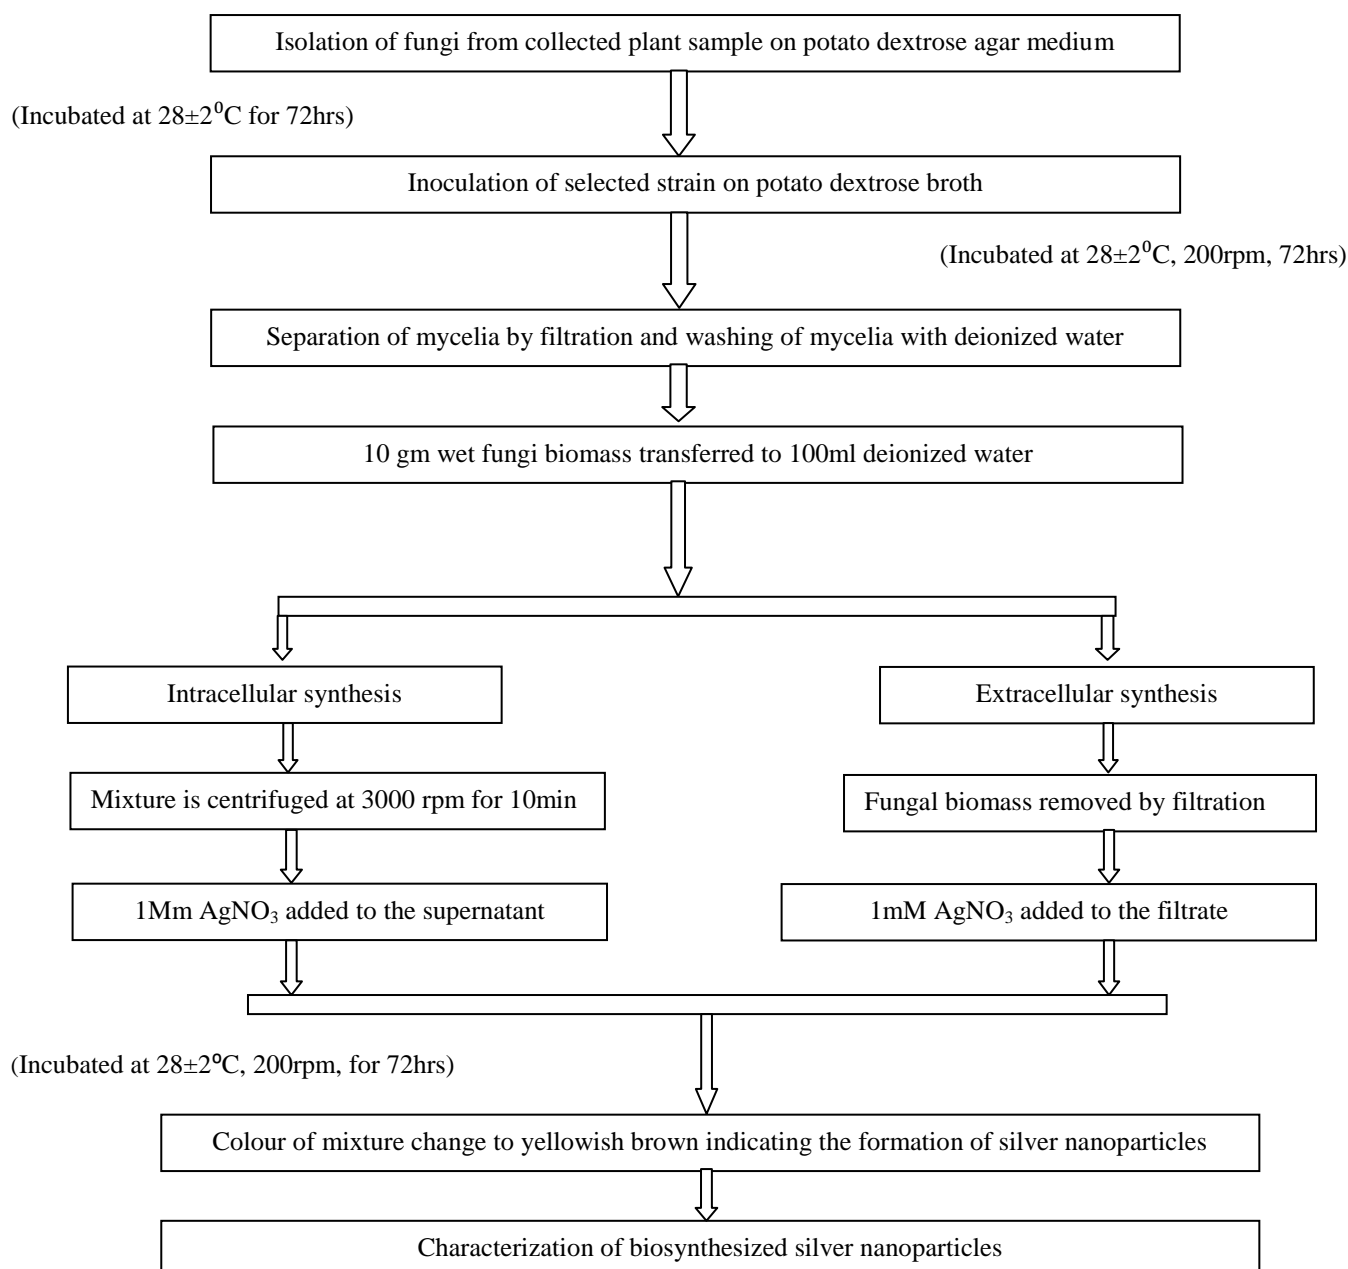 Isolation of fungi from collected plant sample on potato dextrose agar medium
(Incubated at 28±2⁰C for 72hrs)
Inoculation of selected strain on potato dextrose broth
(Incubated at 28±2⁰C, 200rpm, 72hrs)
Separation of mycelia by filtration and washing of mycelia with deionized water
10 gm wet fungi biomass transferred to 100ml deionized water
Intracellular synthesis
Extracellular synthesis
Mixture is centrifuged at 3000 rpm for 10min
Fungal biomass removed by filtration
1Mm AgNO₃ added to the supernatant
1mM AgNO₃ added to the filtrate
(Incubated at 28±2⁰C, 200rpm, for 72hrs)
Colour of mixture change to yellowish brown indicating the formation of silver nanoparticles
Characterization of biosynthesized silver nanoparticles